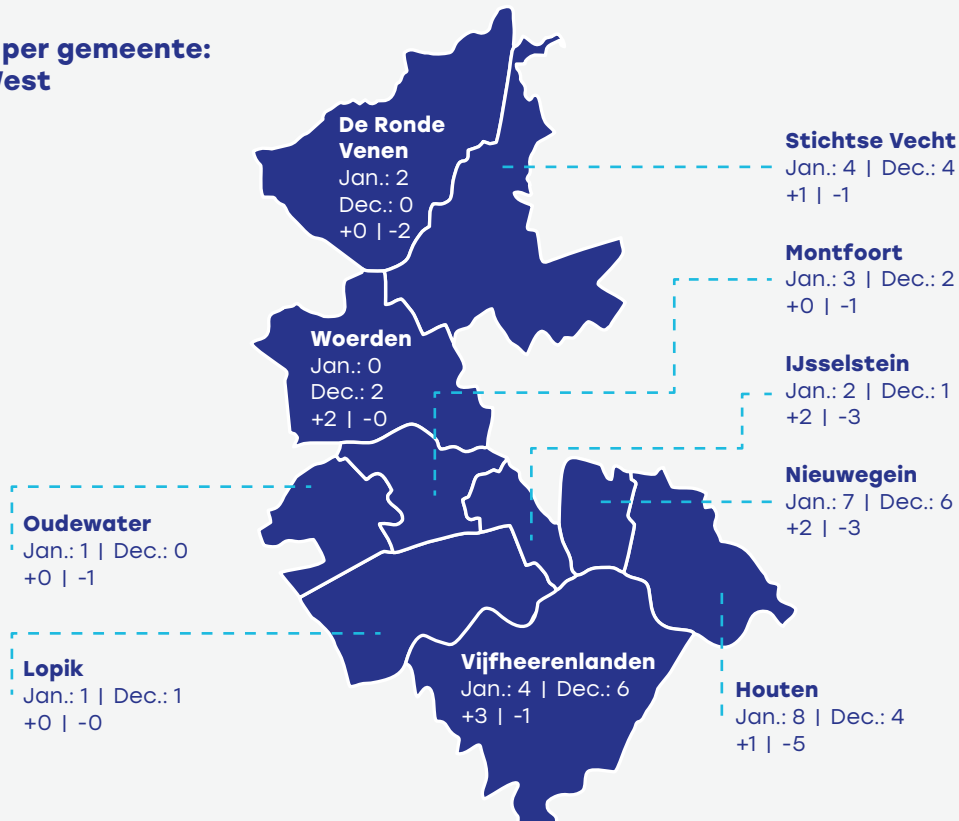 per gemeente:
De Ronde
Venen
Jan.: 2
Dec.: 0
+0 | -2
Stichtse Vecht
Jan.: 4 | Dec.: 4
+1 | -1
Montfoort
Jan.: 3 | Dec.: 2
+0 | -1
Woerden
Jan.: 0
Dec.: 2
+2 | -0
IJsselstein
Jan.: 2 | Dec.: 1
+2 | -3
Nieuwegein
Jan.: 7 | Dec.: 6
+2 | -3
Oudewater
Jan.: 1 | Dec.: 0
+0 | -1
Lopik
Jan.: 1 | Dec.: 1
+0 | -0
Vijfheerenlanden
Jan.: 4 | Dec.: 6
+3 | -1
Houten
Jan.: 8 | Dec.: 4
+1 | -5